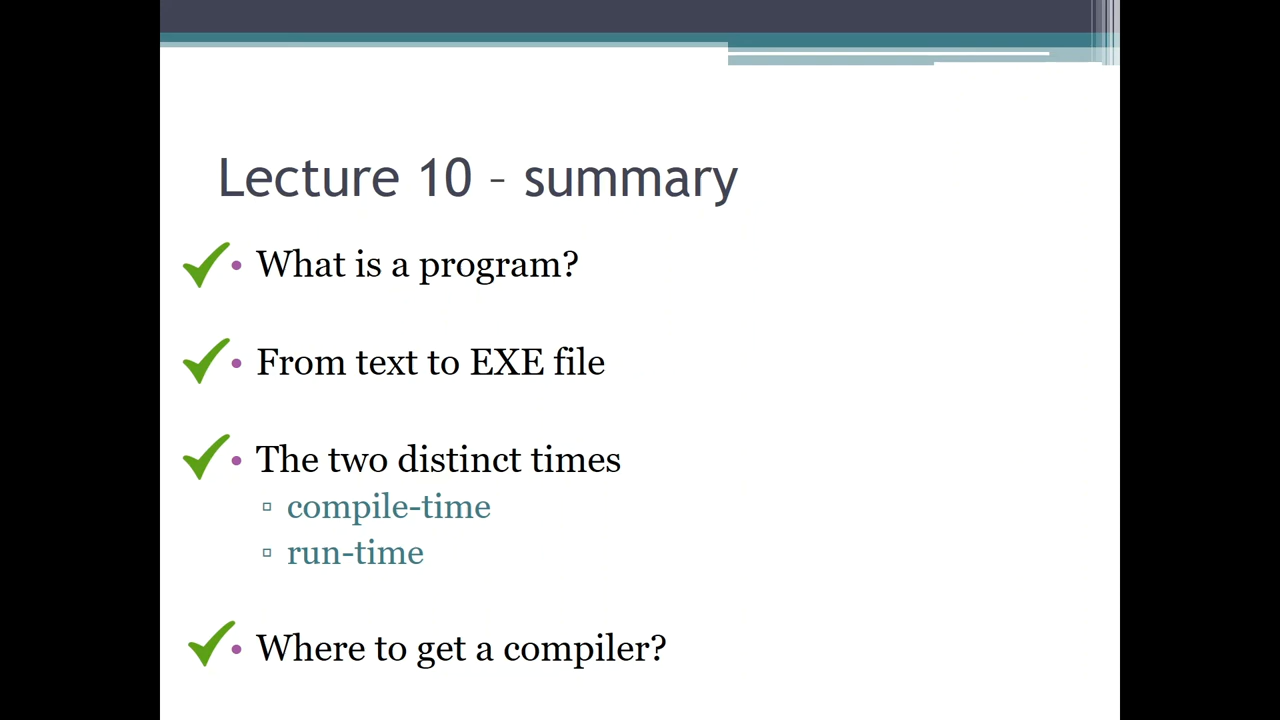 Lecture 10 – summary
• What is a program?
• From text to EXE file
• The two distinct times
▫ compile-time
▫ run-time
• Where to get a compiler?